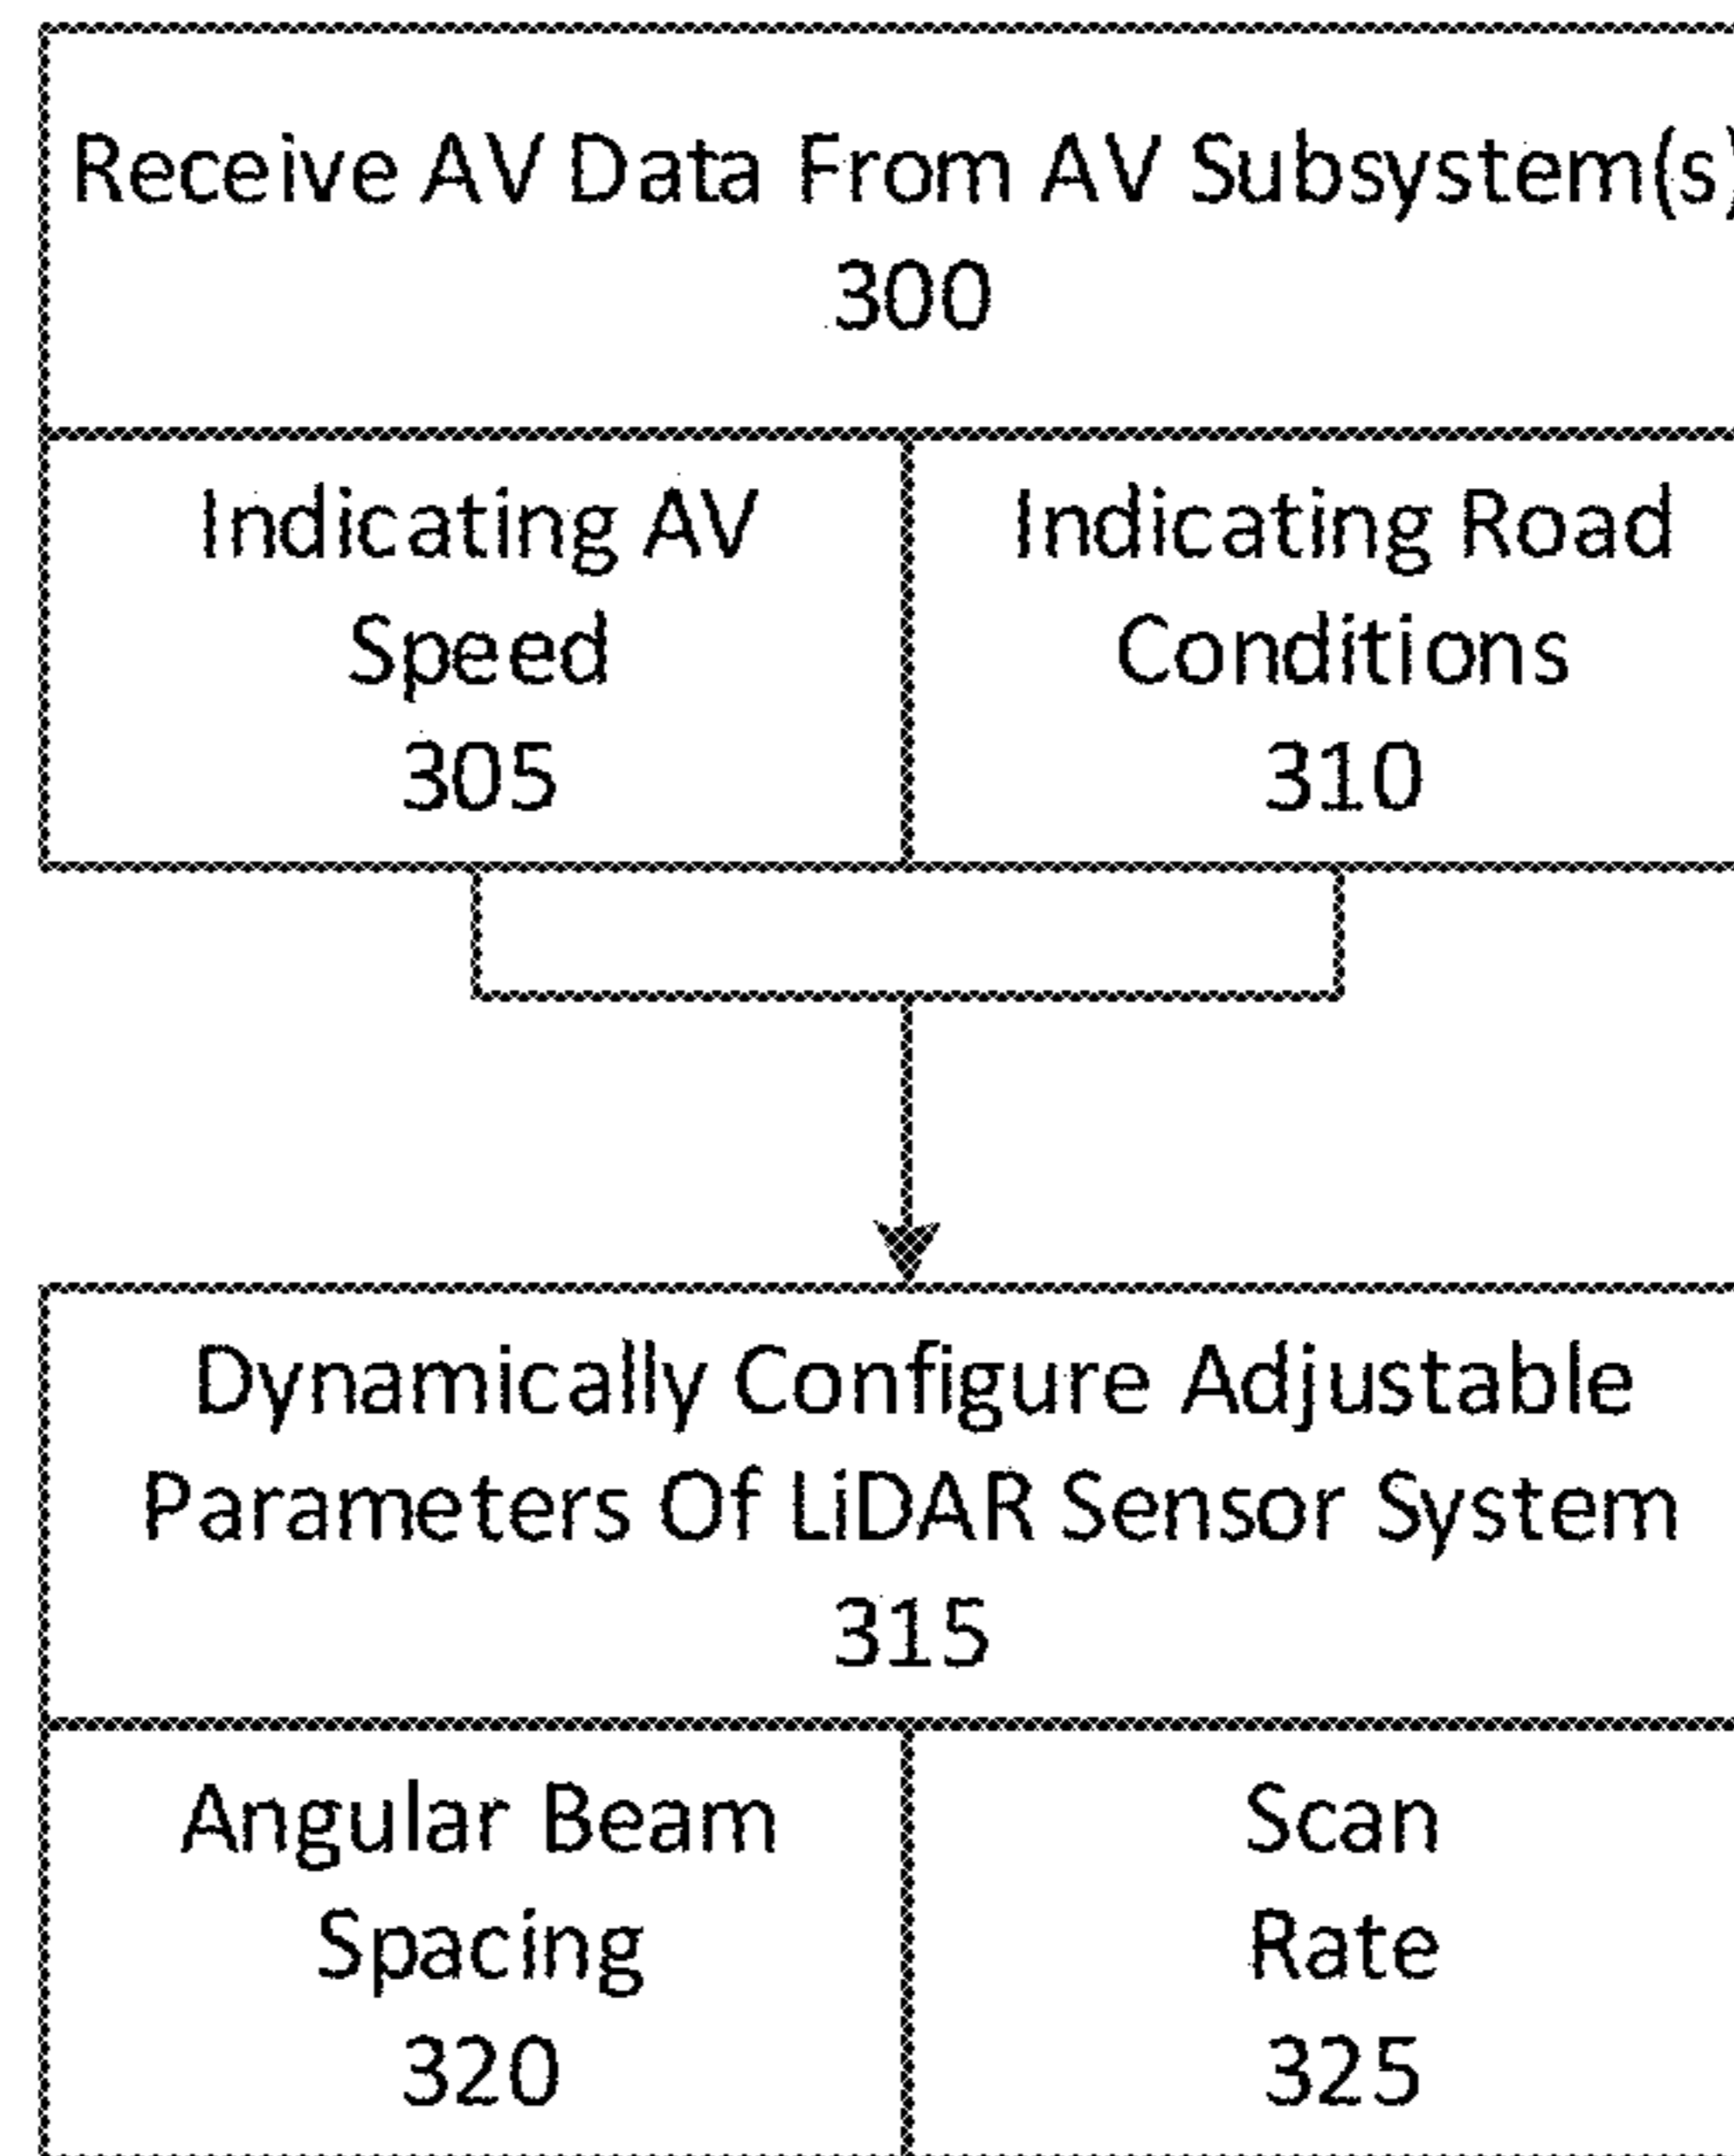 Receive AV Data From AV Subsystem(s)
300
Indicating AV
Speed
305
Indicating Road
Conditions
310
Dynamically Configure Adjustable
Parameters Of LiDAR Sensor System
315
Angular Beam
Spacing
320
Scan
Rate
325